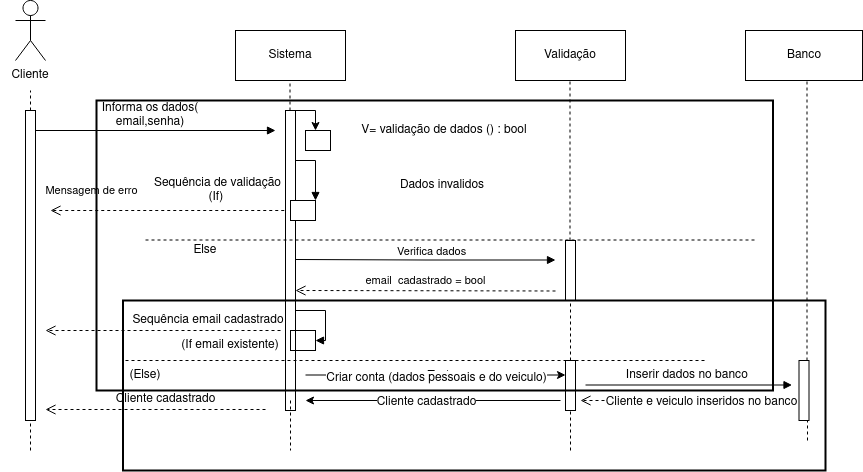 Cliente
Sistema
Validação
Banco
Informa os dados(
email,senha)
V= validação de dados () : bool
Mensagem de erro
Sequência de validação
(If)
Dados invalidos
Else
Verifica dados
email cadastrado = bool
Sequência email cadastrado
(If email existente)
(Else)
Criar conta (dados pessoais e do veiculo)
Inserir dados no banco
Cliente cadastrado
Cliente cadastrado
Cliente e veiculo inseridos no banco